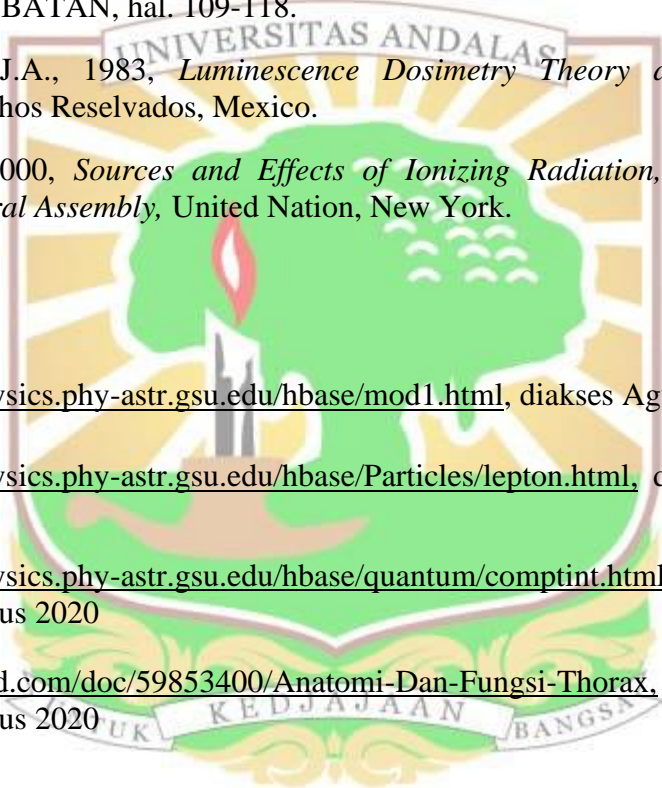 BATAN, hal. 109-118.
UNIVERSITAS ANDALAS
J.A., 1983, Luminescence Dosimetry Theory
hos Reselvados, Mexico.
000, Sources and Effects of Ionizing Radiation,
ral Assembly, United Nation, New York.
ysics.phy-astr.gsu.edu/hbase/mod1.html, diakses Ag
ysics.phy-astr.gsu.edu/hbase/Particles/lepton.html, d
ysics.phy-astr.gsu.edu/hbase/quantum/comptint.html
us 2020
d.com/doc/59853400/Anatomi-Dan-Fungsi-Thorax,
us 2020
UNTUK KEDJAJAAN BANGSA